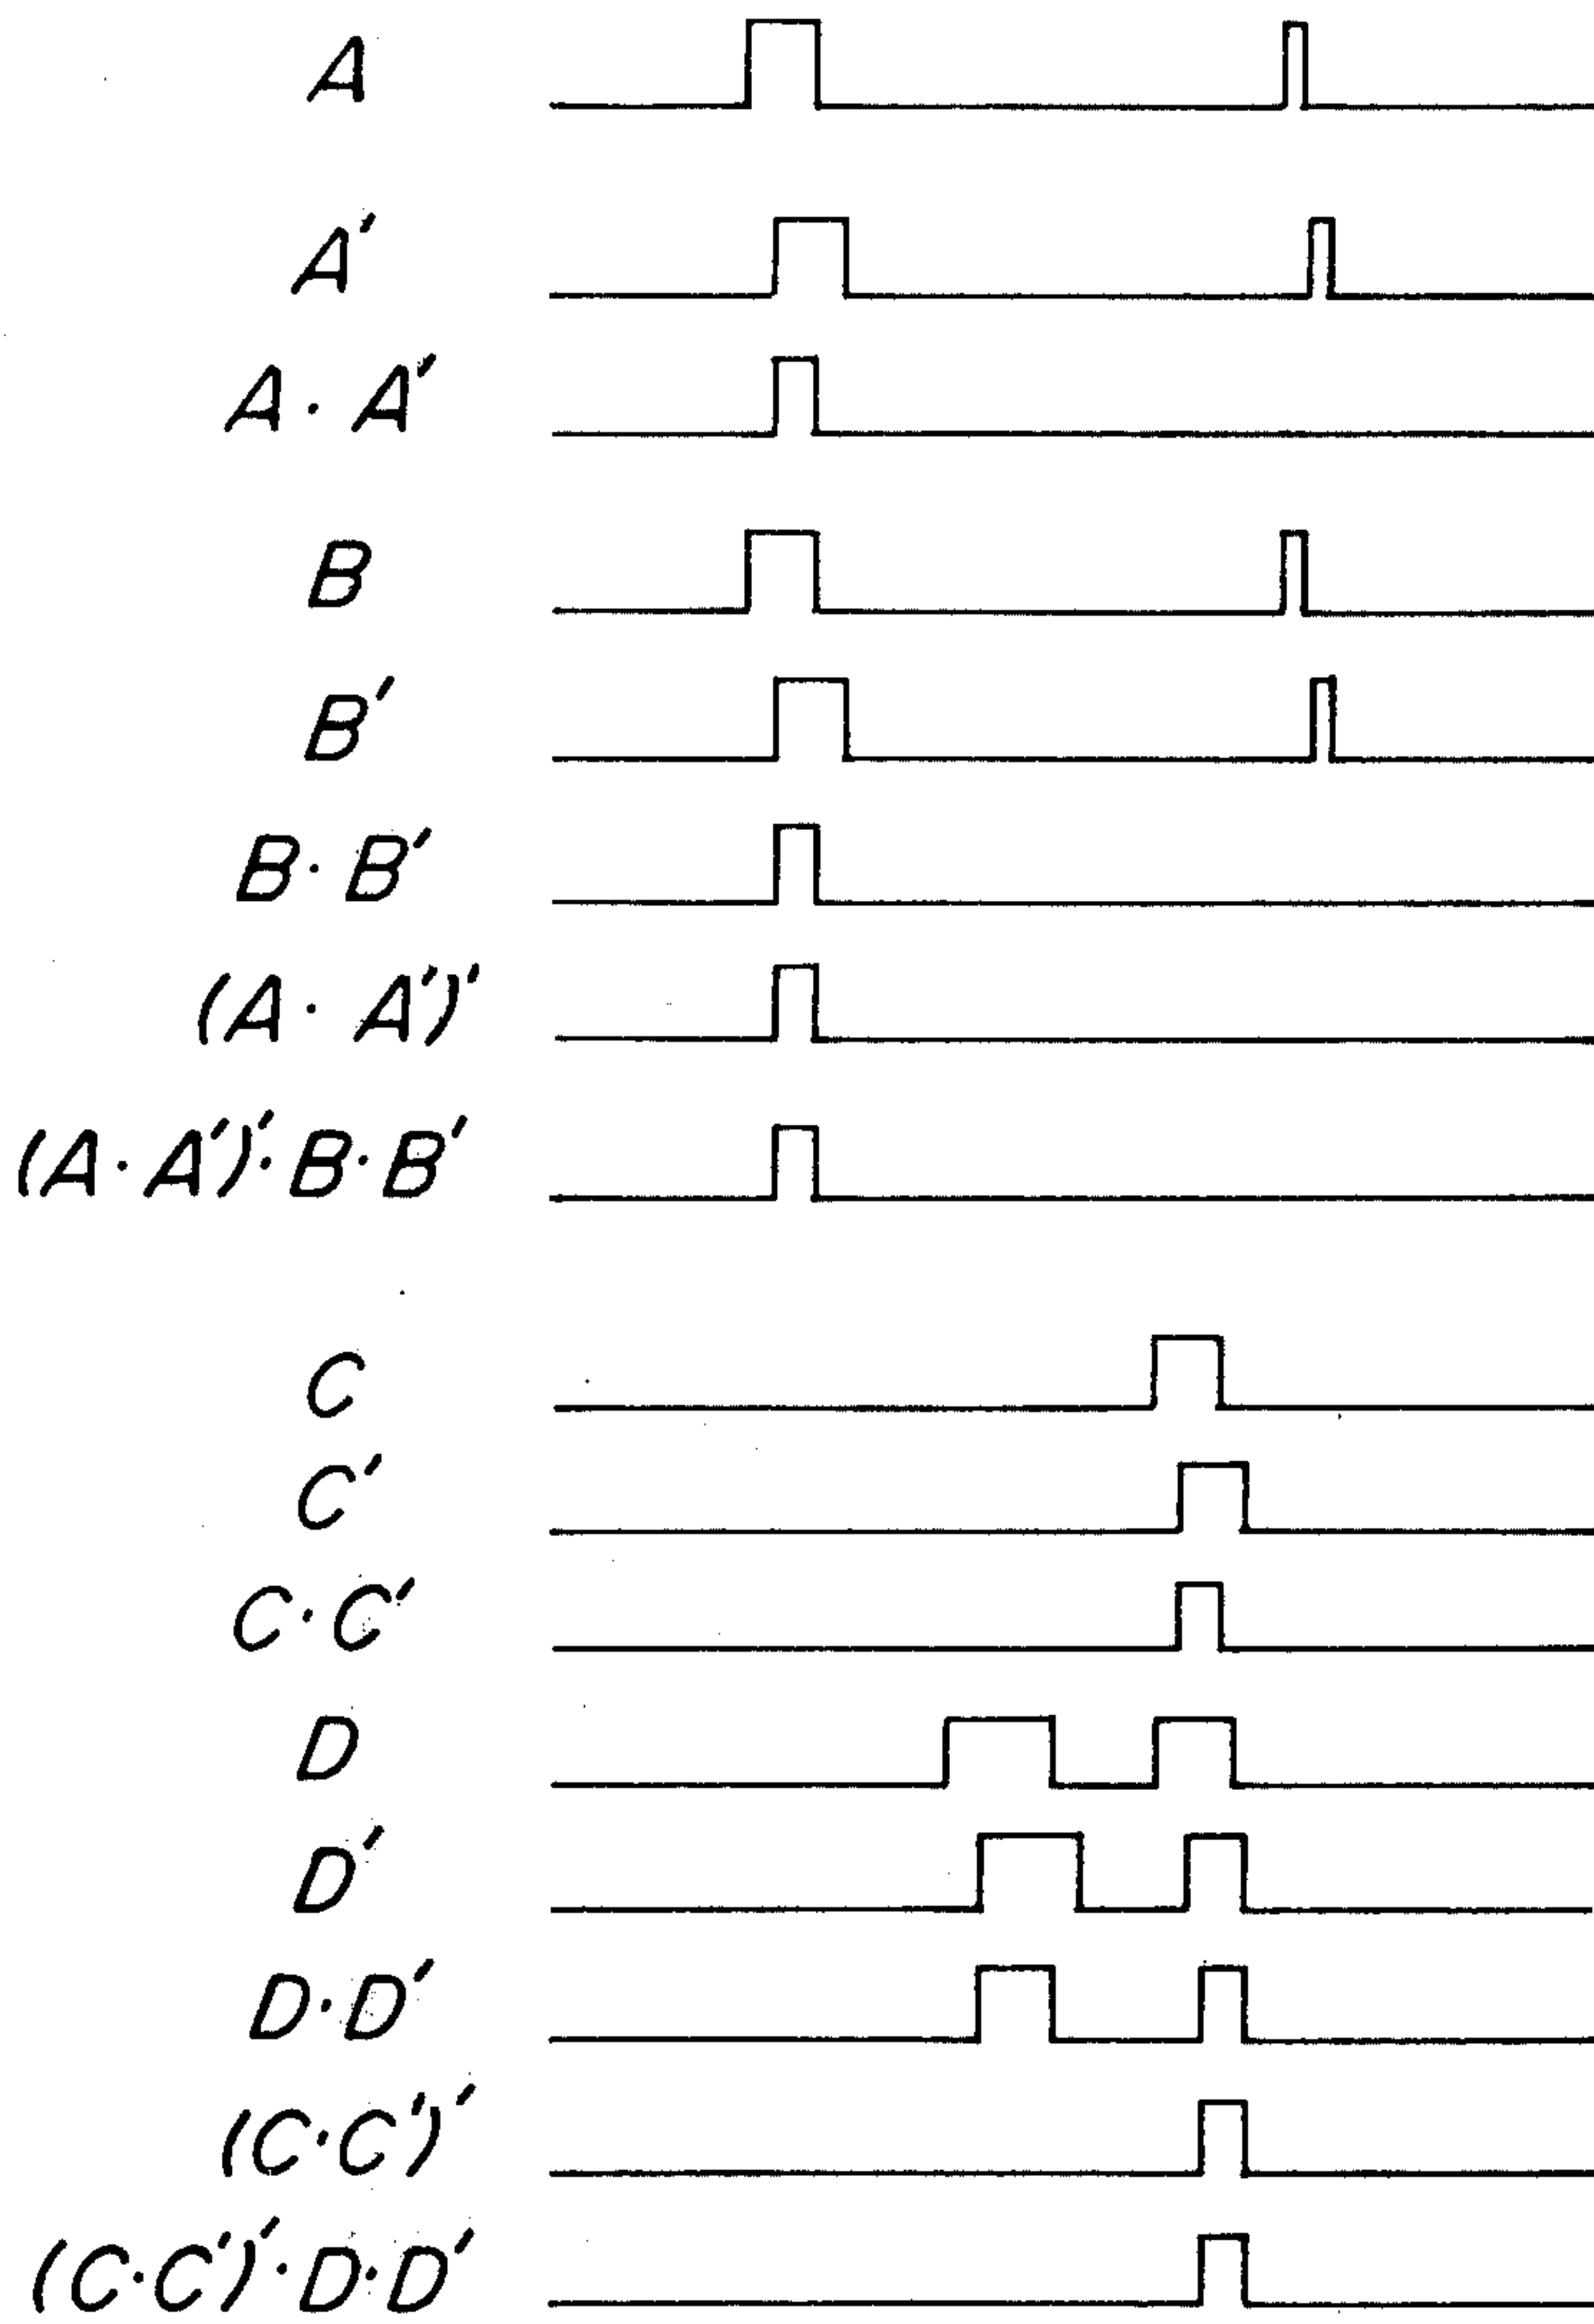 A
A'
A · A'
B
B'
B · B'
(A · A')'
(A · A')' · B · B'
C
C'
C · C'
D
D'
D · D'
(C · C')'
(C · C')' · D · D'